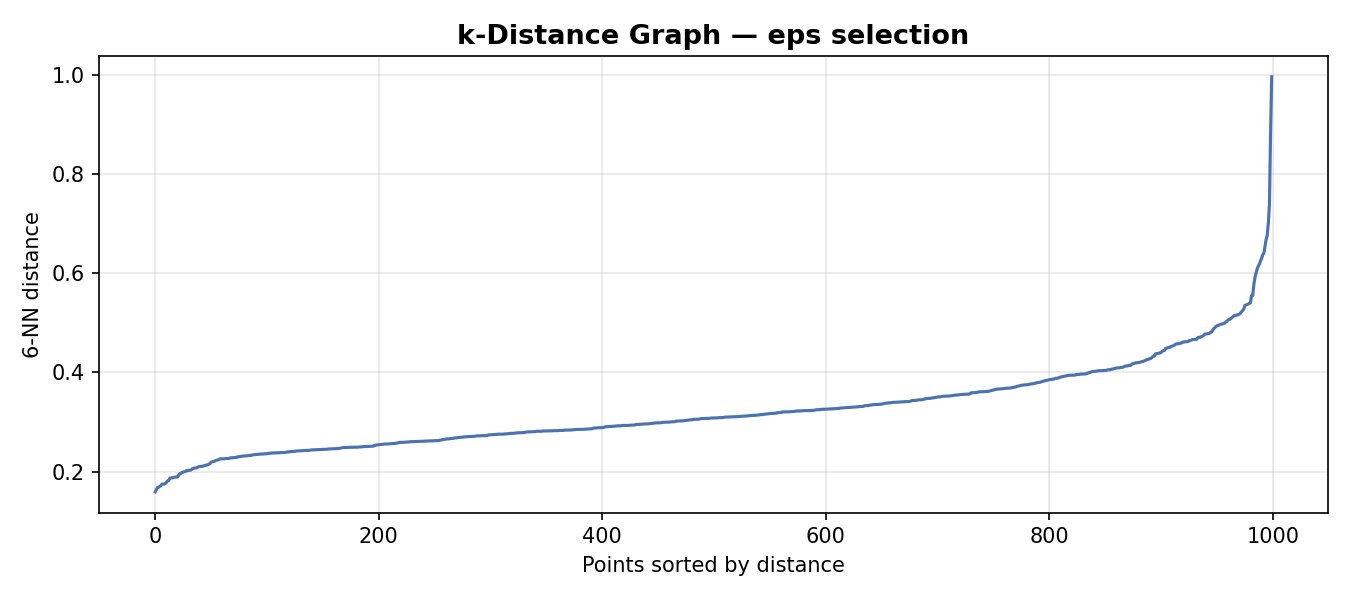 k-Distance Graph — eps selection
1.0
0.8
0.6
0.4
0.2
6-NN distance
0 200 400 600 800 1000
Points sorted by distance